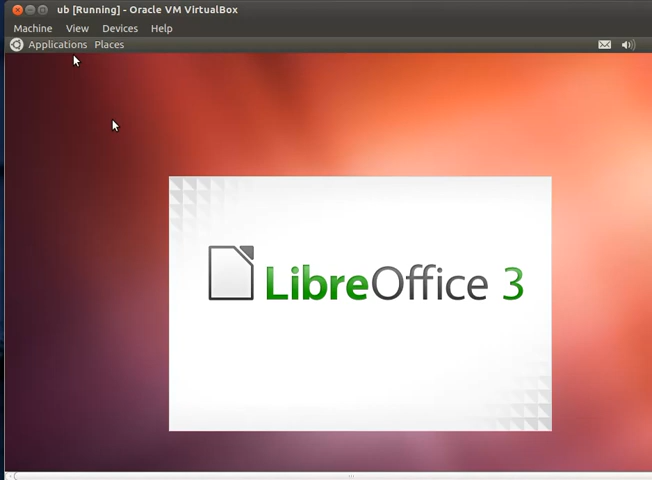 ub [Running] - Oracle VM VirtualBox
Machine View Devices Help
Applications Places
LibreOffice 3